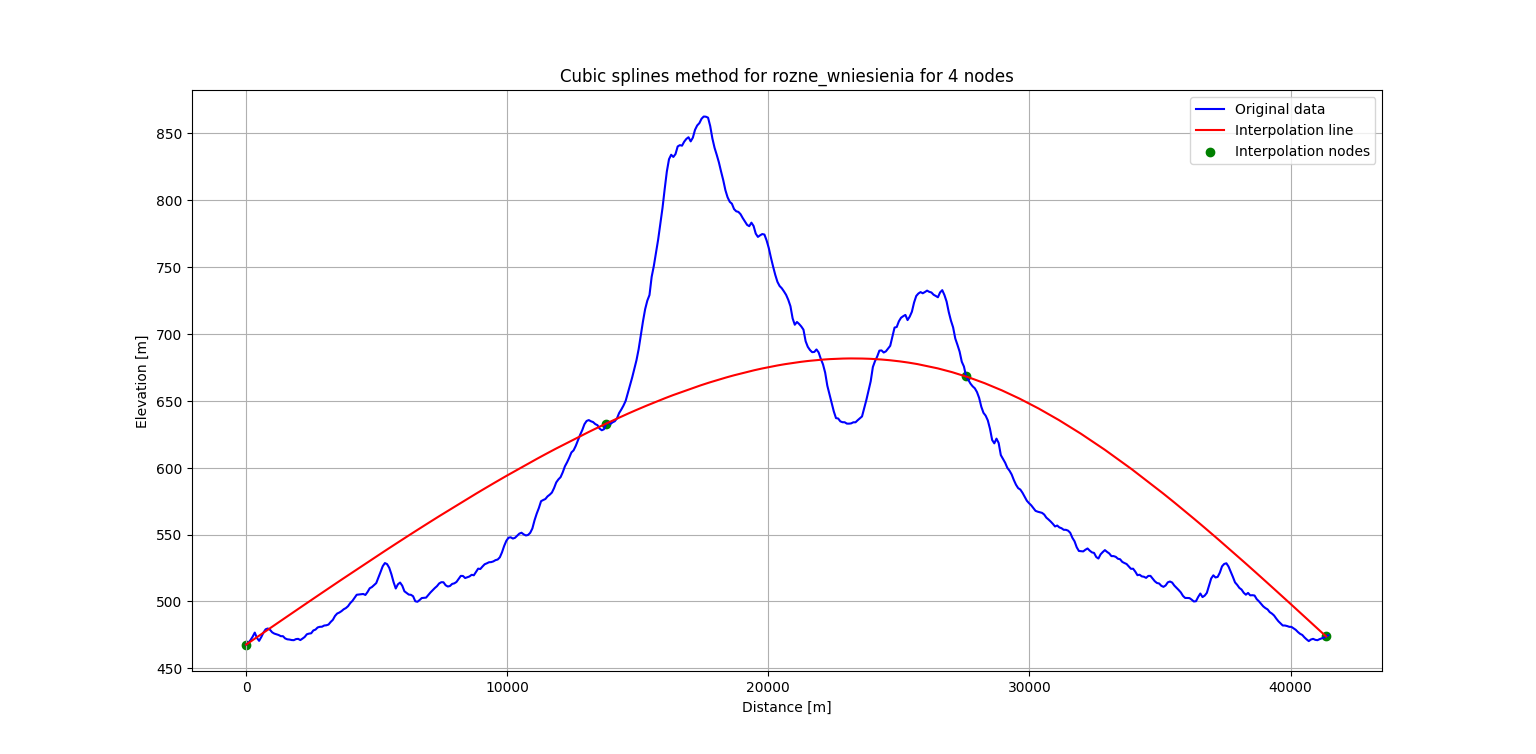 Cubic splines method for rozne_wniesienia for 4 nodes
Original data
Interpolation line
Interpolation nodes
Elevation [m]
850
800
750
700
650
600
550
500
450
0 10000 20000 30000 40000
Distance [m]